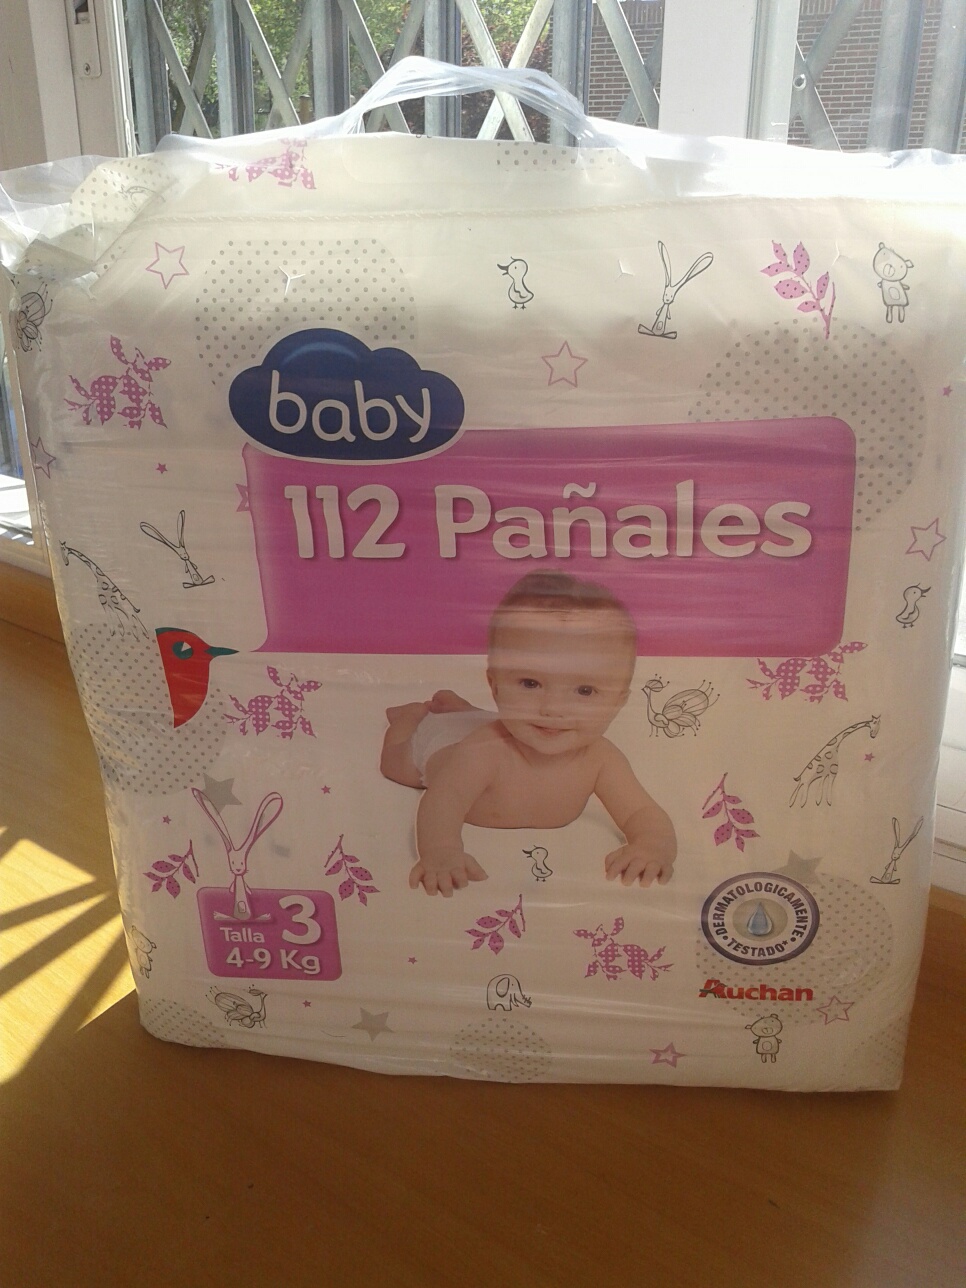 baby
112 Pañales
Talla 3
4-9 Kg
DERMATOLOGICAMENTE
TESTADO*
Auchan